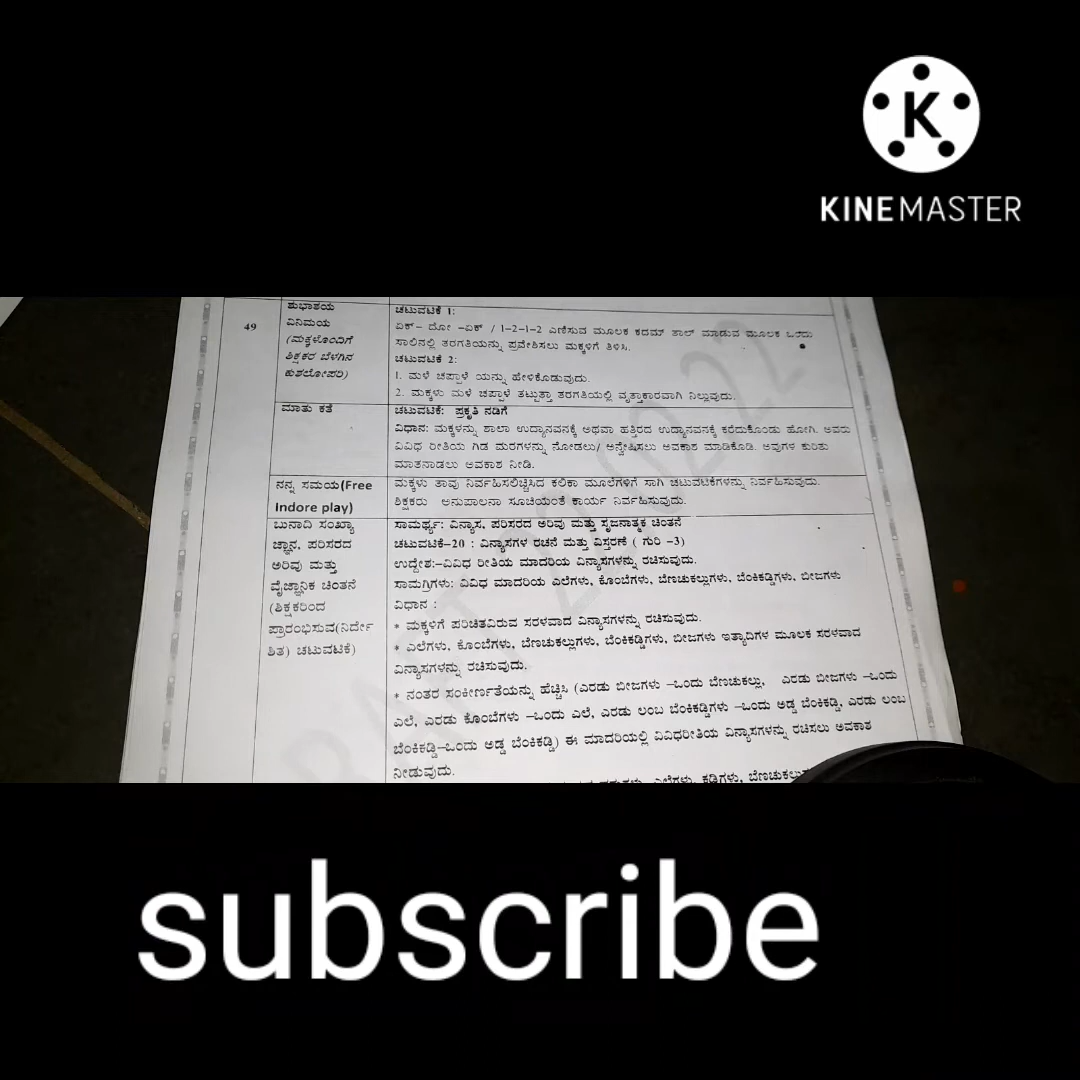 KINEMASTER
ಶುಭಾಶಯ
ವಿನಿಮಯ
(ಮಕ್ಕಳೊಂದಿಗೆ
ಶಿಕ್ಷಕರ ಬೆಳಗಿನ
ಕುಶಲೋಪರಿ)
49
ಚಟುವಟಿಕೆ 1:
ಏಕ್– ದೋ –ಏಕ್ / 1–2–1–2 ಎಣಿಸುವ ಮೂಲಕ ಕದಮ್ ತಾಲ್ ಮಾಡುವ ಮೂಲಕ ಒಂದು
ಸಾಲಿನಲ್ಲಿ ತರಗತಿಯನ್ನು ಪ್ರವೇಶಿಸಲು ಮಕ್ಕಳಿಗೆ ತಿಳಿಸಿ.
ಚಟುವಟಿಕೆ 2:
1. ಮಳೆ ಚಪ್ಪಾಳೆ ಯನ್ನು ಹೇಳಿಕೊಡುವುದು.
2. ಮಕ್ಕಳು ಮಳೆ ಚಪ್ಪಾಳೆ ತಟ್ಟುತ್ತಾ ತರಗತಿಯಲ್ಲಿ ವೃತ್ತಾಕಾರವಾಗಿ ನಿಲ್ಲುವುದು.
ಮಾತು ಕತೆ
ಚಟುವಟಿಕೆ: ಪ್ರಕೃತಿ ನಡಿಗೆ
ವಿಧಾನ: ಮಕ್ಕಳನ್ನು ಶಾಲಾ ಉದ್ಯಾನವನಕ್ಕೆ ಅಥವಾ ಹತ್ತಿರದ ಉದ್ಯಾನವನಕ್ಕೆ ಕರೆದುಕೊಂಡು ಹೋಗಿ. ಅವರು
ವಿವಿಧ ರೀತಿಯ ಗಿಡ ಮರಗಳನ್ನು ನೋಡಲು/ ಅನ್ವೇಷಿಸಲು ಅವಕಾಶ ಮಾಡಿಕೊಡಿ. ಅವುಗಳ ಕುರಿತು
ಮಾತನಾಡಲು ಅವಕಾಶ ನೀಡಿ.
ನನ್ನ ಸಮಯ(Free
Indore play)
ಮಕ್ಕಳು ತಾವು ನಿರ್ವಹಿಸಲಿಚ್ಚಿಸಿದ ಕಲಿಕಾ ಮೂಲೆಗಳಿಗೆ ಸಾಗಿ ಚಟುವಟಿಕೆಗಳನ್ನು ನಿರ್ವಹಿಸುವುದು.
ಶಿಕ್ಷಕರು ಅನುಪಾಲನಾ ಸೂಚಿಯಂತೆ ಕಾರ್ಯ ನಿರ್ವಹಿಸುವುದು.
ಬುನಾದಿ ಸಂಖ್ಯಾ
ಜ್ಞಾನ, ಪರಿಸರದ
ಅರಿವು ಮತ್ತು
ವೈಜ್ಞಾನಿಕ ಚಿಂತನೆ
(ಶಿಕ್ಷಕರಿಂದ
ಪ್ರಾರಂಭಿಸುವ(ನಿರ್ದೇ
ಶಿತ) ಚಟುವಟಿಕೆ)
ಸಾಮರ್ಥ್ಯ: ವಿನ್ಯಾಸ, ಪರಿಸರದ ಅರಿವು ಮತ್ತು ಸೃಜನಾತ್ಮಕ ಚಿಂತನೆ
ಚಟುವಟಿಕೆ–20 : ವಿನ್ಯಾಸಗಳ ರಚನೆ ಮತ್ತು ವಿಸ್ತರಣೆ ( ಗುರಿ –3)
ಉದ್ದೇಶ:–ವಿವಿಧ ರೀತಿಯ ಮಾದರಿಯ ವಿನ್ಯಾಸಗಳನ್ನು ರಚಿಸುವುದು.
ಸಾಮಗ್ರಿಗಳು: ವಿವಿಧ ಮಾದರಿಯ ಎಲೆಗಳು, ಕೊಂಬೆಗಳು, ಬೆಣಚುಕಲ್ಲುಗಳು, ಬೆಂಕಿಕಡ್ಡಿಗಳು, ಬೀಜಗಳು
ವಿಧಾನ :
* ಮಕ್ಕಳಿಗೆ ಪರಿಚಿತವಿರುವ ಸರಳವಾದ ವಿನ್ಯಾಸಗಳನ್ನು ರಚಿಸುವುದು.
* ಎಲೆಗಳು, ಕೊಂಬೆಗಳು, ಬೆಣಚುಕಲ್ಲುಗಳು, ಬೆಂಕಿಕಡ್ಡಿಗಳು, ಬೀಜಗಳು ಇತ್ಯಾದಿಗಳ ಮೂಲಕ ಸರಳವಾದ
ವಿನ್ಯಾಸಗಳನ್ನು ರಚಿಸುವುದು.
* ನಂತರ ಸಂಕೀರ್ಣತೆಯನ್ನು ಹೆಚ್ಚಿಸಿ (ಎರಡು ಬೀಜಗಳು –ಒಂದು ಬೆಣಚುಕಲ್ಲು, ಎರಡು ಬೀಜಗಳು –ಒಂದು
ಎಲೆ, ಎರಡು ಕೊಂಬೆಗಳು –ಒಂದು ಎಲೆ, ಎರಡು ಲಂಬ ಬೆಂಕಿಕಡ್ಡಿಗಳು –ಒಂದು ಅಡ್ಡ ಬೆಂಕಿಕಡ್ಡಿ, ಎರಡು ಲಂಬ
ಬೆಂಕಿಕಡ್ಡಿ–ಒಂದು ಅಡ್ಡ ಬೆಂಕಿಕಡ್ಡಿ) ಈ ಮಾದರಿಯಲ್ಲಿ ವಿವಿಧರೀತಿಯ ವಿನ್ಯಾಸಗಳನ್ನು ರಚಿಸಲು ಅವಕಾಶ
ನೀಡುವುದು.
ಎಲೆಗಳು, ಕಡ್ಡಿಗಳು,
subscribe